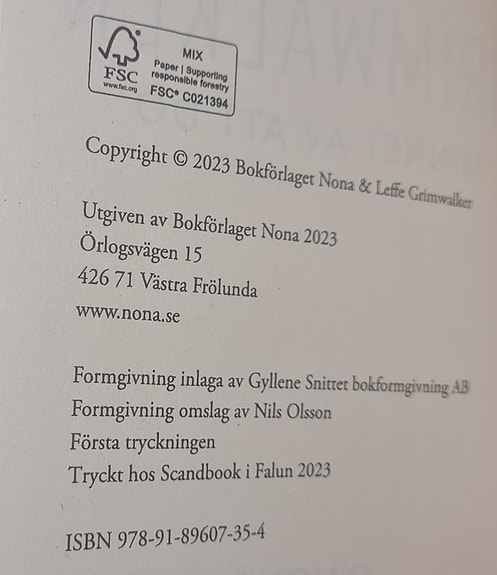 FSC
www.fsc.org
MIX
Paper | Supporting
responsible forestry
FSC® C021394
Copyright © 2023 Bokförlaget Nona & Leffe Grimwalker
Utgiven av Bokförlaget Nona 2023
Örlogsvägen 15
426 71 Västra Frölunda
www.nona.se
Formgivning inlaga av Gyllene Snittet bokformgivning AB
Formgivning omslag av Nils Olsson
Första tryckningen
Tryckt hos Scandbook i Falun 2023
ISBN 978-91-89607-35-4